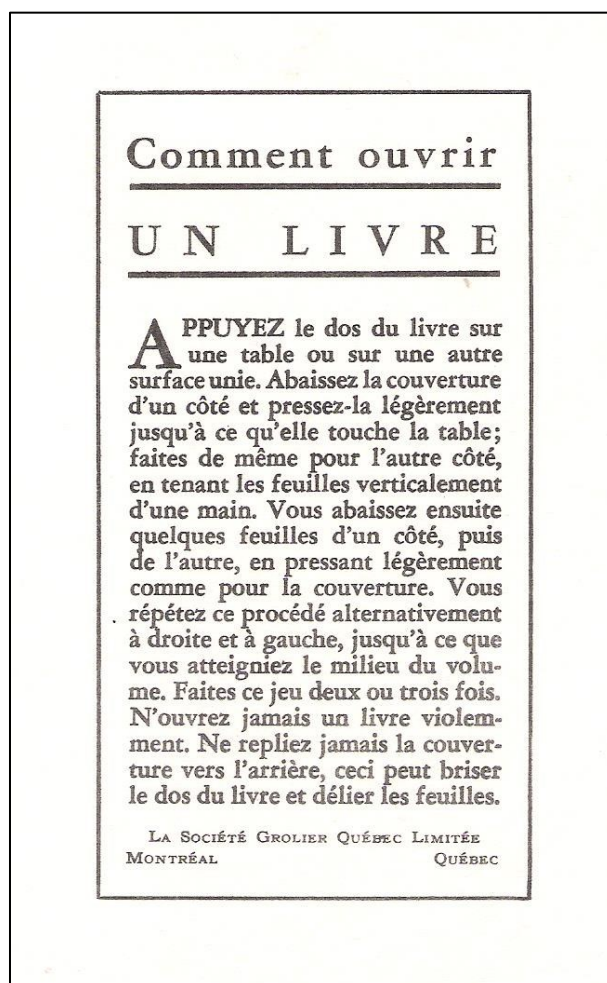 Comment ouvrir
UN LIVRE
APPUYEZ le dos du livre sur
une table ou sur une autre
surface unie. Abaissez la couverture
d'un côté et pressez-la légèrement
jusqu'à ce qu'elle touche la table;
faites de même pour l'autre côté,
en tenant les feuilles verticalement
d'une main. Vous abaissez ensuite
quelques feuilles d'un côté, puis
de l'autre, en pressant légèrement
comme pour la couverture. Vous
répétez ce procédé alternativement
à droite et à gauche, jusqu'à ce que
vous atteigniez le milieu du volu-
me. Faites ce jeu deux ou trois fois.
N'ouvrez jamais un livre violem-
ment. Ne repliez jamais la couver-
ture vers l'arrière, ceci peut briser
le dos du livre et délier les feuilles.
LA SOCIÉTÉ GROLIER QUÉBEC LIMITÉE
MONTRÉAL QUÉBEC